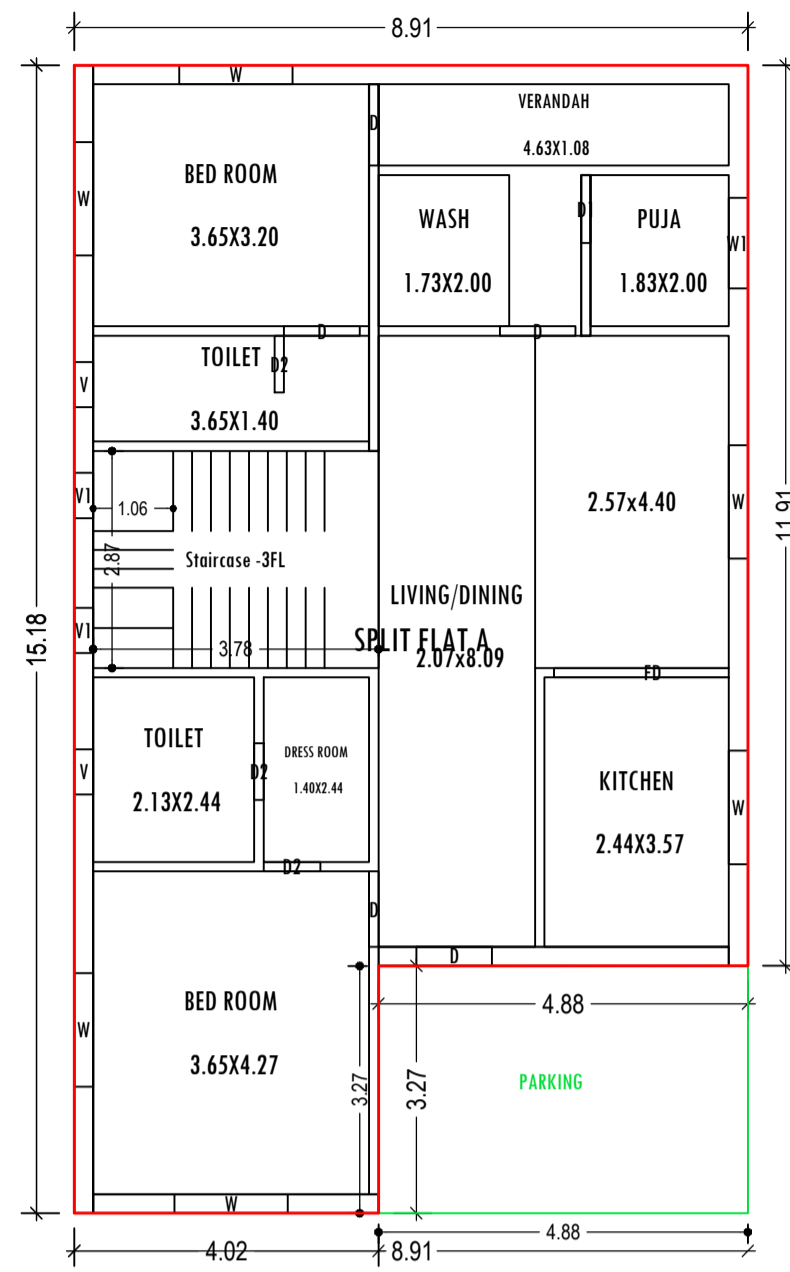 8.91
W
VERANDAH
4.63X1.08
D
BED ROOM
3.65X3.20
W
WASH
1.73X2.00
D
PUJA
1.83X2.00
W1
D
D
TOILET
D2
3.65X1.40
V
V1
1.06
2.87
Staircase -3FL
2.57x4.40
W
11.91
15.18
V1
3.78
LIVING/DINING
SPLIT FLAT A
2.07x8.09
FD
TOILET
2.13X2.44
V
D2
DRESS ROOM
1.40X2.44
D2
KITCHEN
2.44X3.57
W
D
D
BED ROOM
3.65X4.27
W
4.88
3.27
3.27
PARKING
W
4.88
4.02
8.91